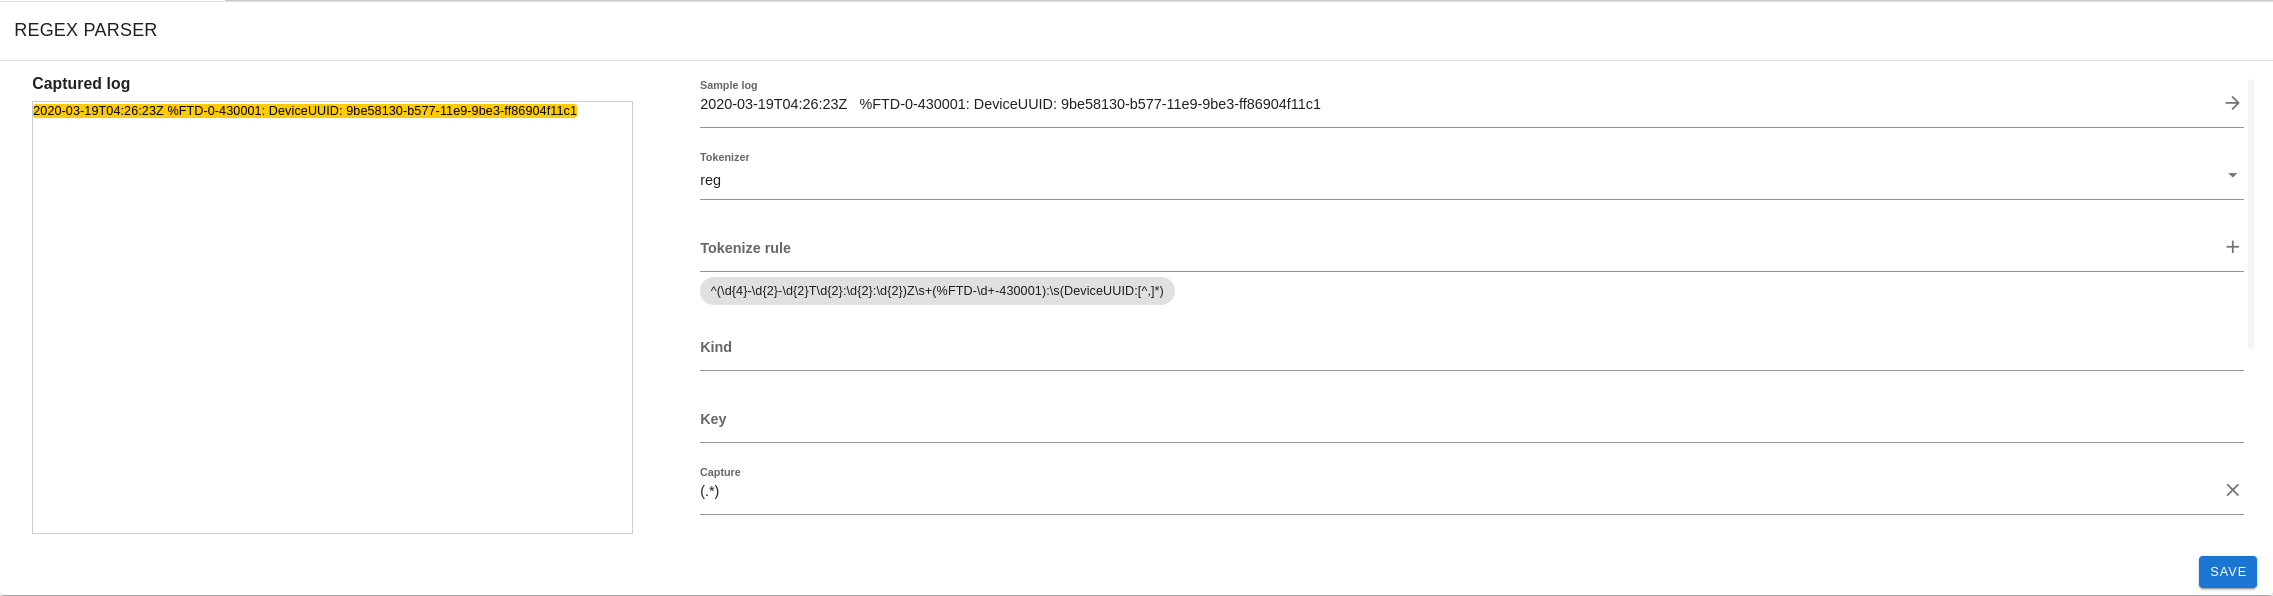 REGEX PARSER
Captured log
2020-03-19T04:26:23Z %FTD-0-430001: DeviceUUID: 9be58130-b577-11e9-9be3-ff86904f11c1
Sample log
2020-03-19T04:26:23Z   %FTD-0-430001: DeviceUUID: 9be58130-b577-11e9-9be3-ff86904f11c1
Tokenizer
reg
Tokenize rule
^(\d{4}-\d{2}-\d{2}T\d{2}:\d{2}:\d{2})Z\s+(%FTD-\d+-430001):\s(DeviceUUID:[^,]*)
Kind
Key
Capture
(.*)
SAVE